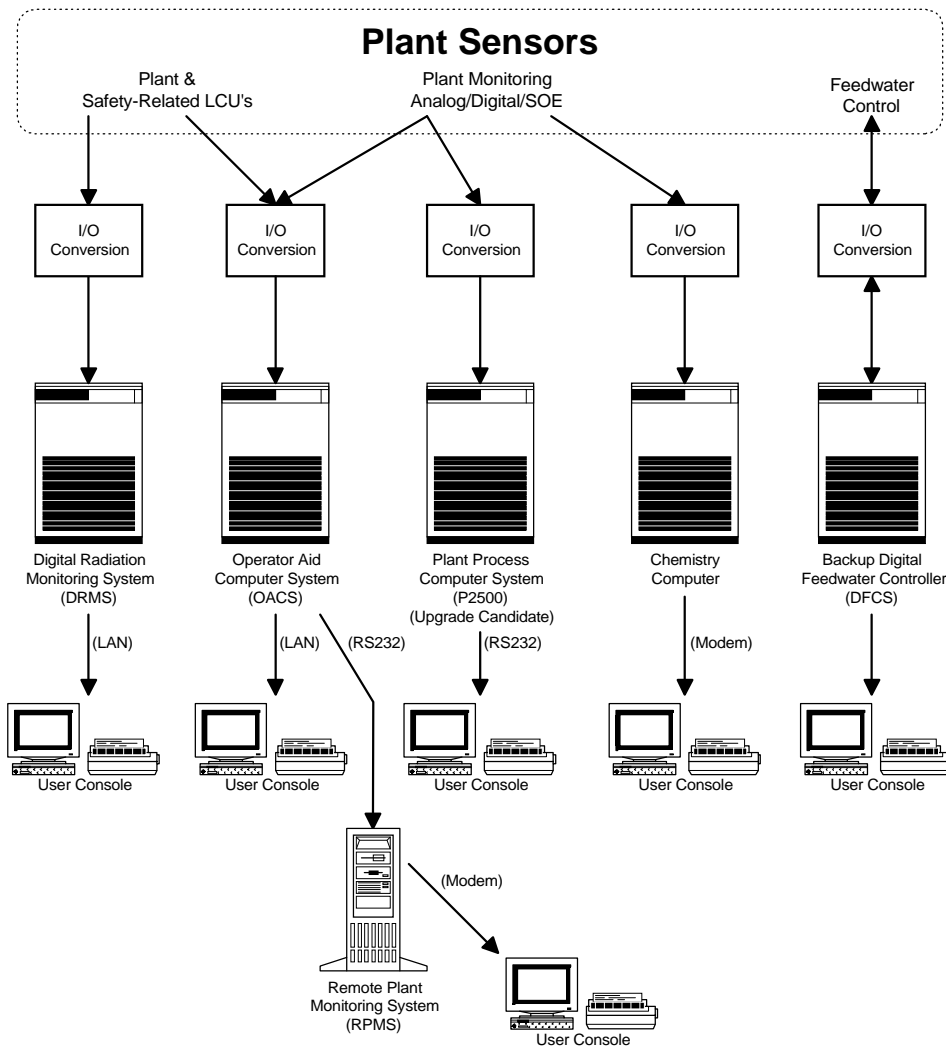 Plant Sensors
Plant &
Safety-Related LCU's
Plant Monitoring
Analog/Digital/SOE
Feedwater
Control
I/O
Conversion
I/O
Conversion
I/O
Conversion
I/O
Conversion
I/O
Conversion
Digital Radiation
Monitoring System
(DRMS)
Operator Aid
Computer System
(OACS)
Plant Process
Computer System
(P2500)
(Upgrade Candidate)
Chemistry
Computer
Backup Digital
Feedwater Controller
(DFCS)
(LAN)
(LAN)
(RS232)
(RS232)
(Modem)
User Console
User Console
User Console
User Console
User Console
(Modem)
Remote Plant
Monitoring System
(RPMS)
User Console